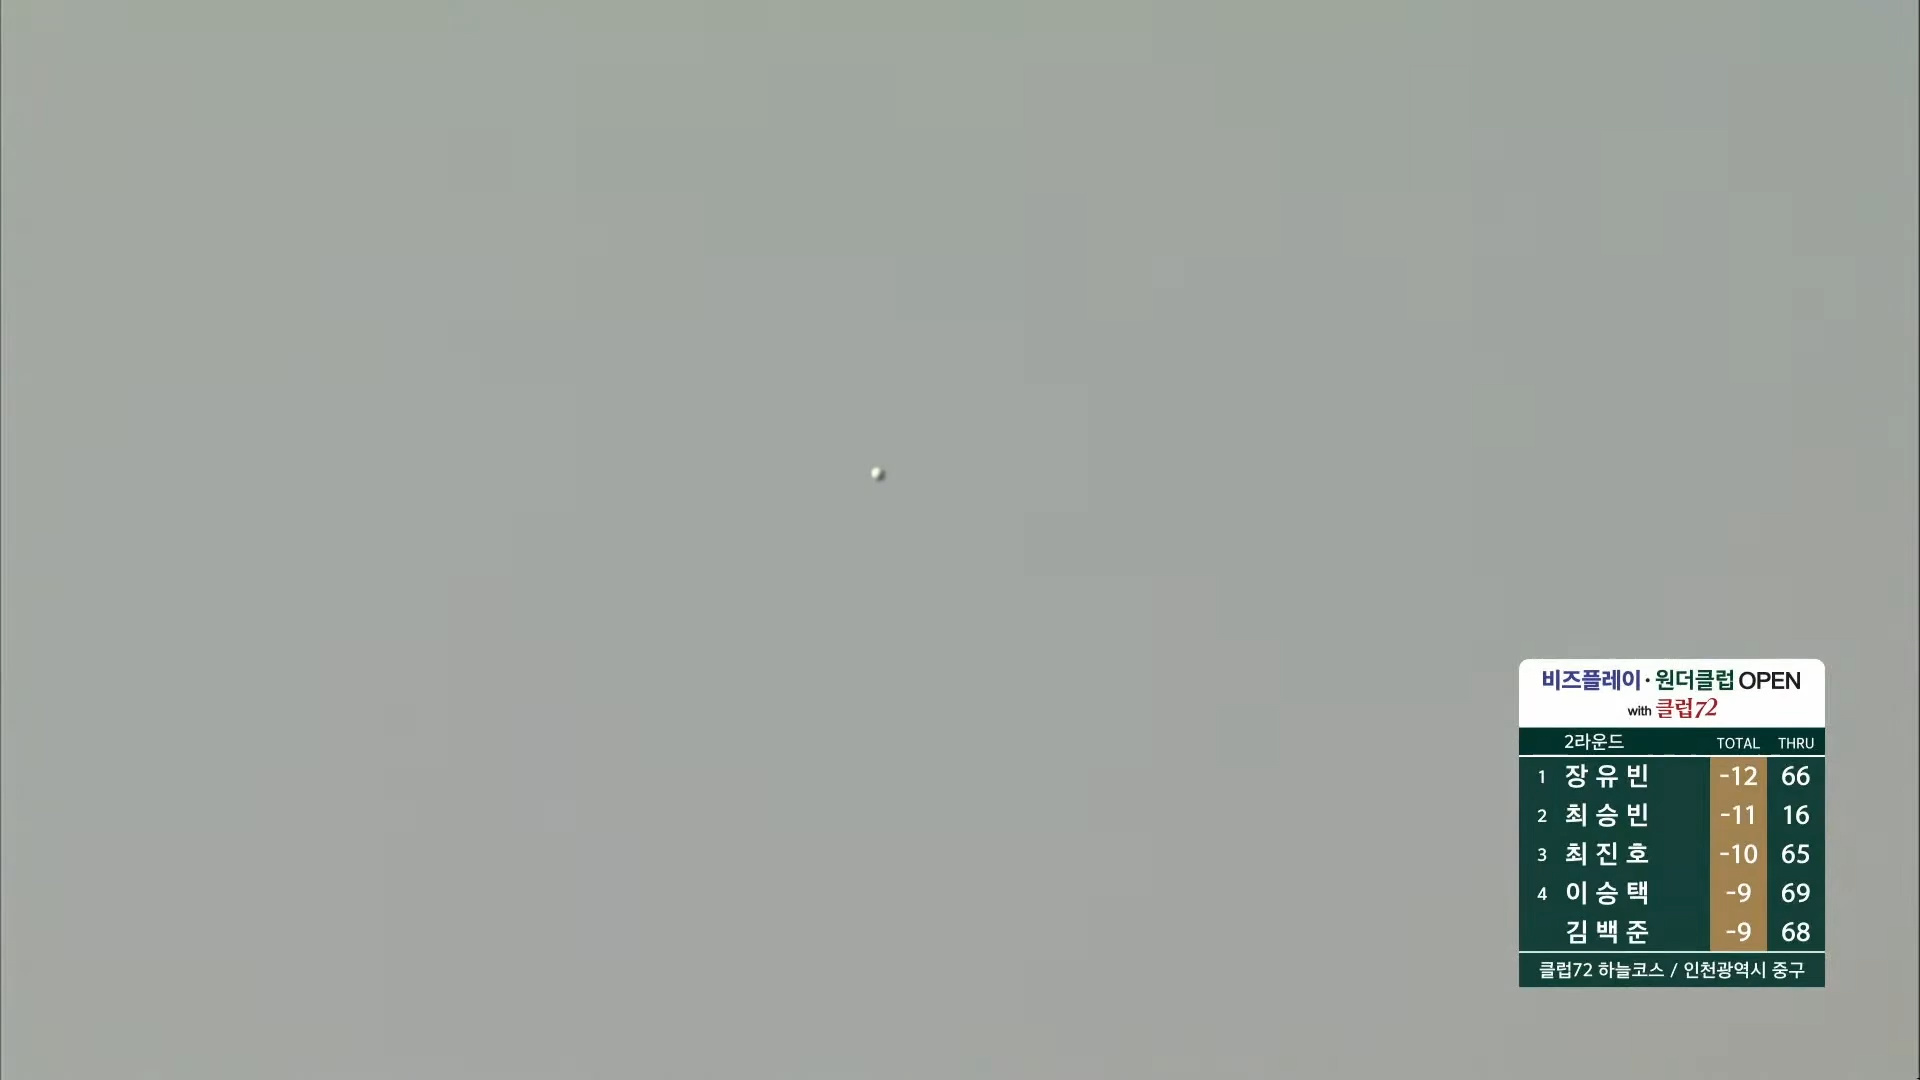 비즈플레이·원더클럽 OPEN
with 클럽72
2라운드 TOTAL THRU
1 장유빈 -12 66
2 최승빈 -11 16
3 최진호 -10 65
4 이승택 -9 69
김백준 -9 68
클럽72 하늘코스 / 인천광역시 중구